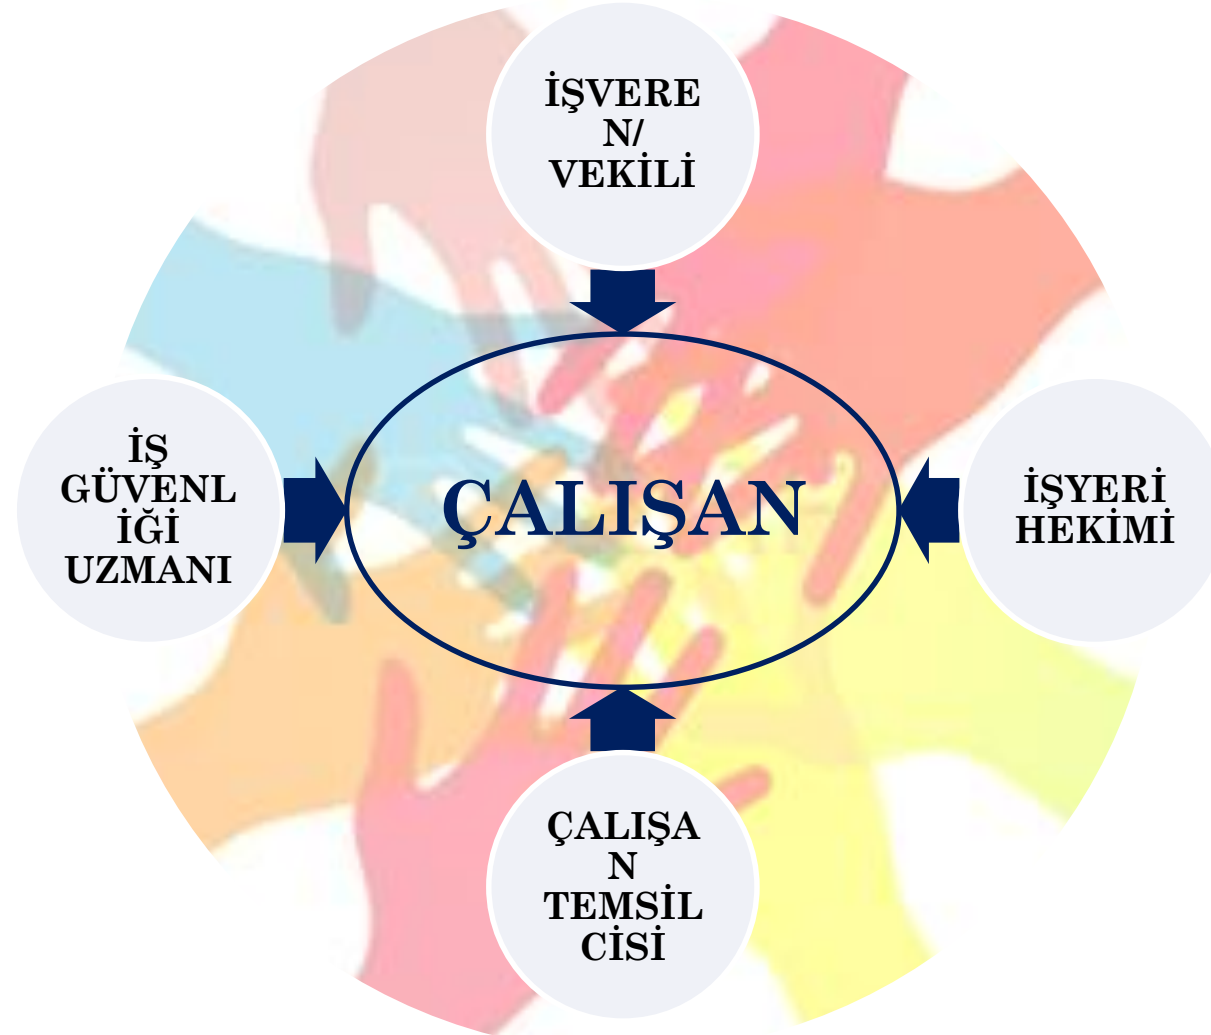 İŞVERE
N/
VEKİLİ
İŞ
GÜVENL
İĞİ
UZMANI
ÇALIŞAN
İŞYERİ
HEKİMİ
ÇALIŞA
N
TEMSİL
CİSİ